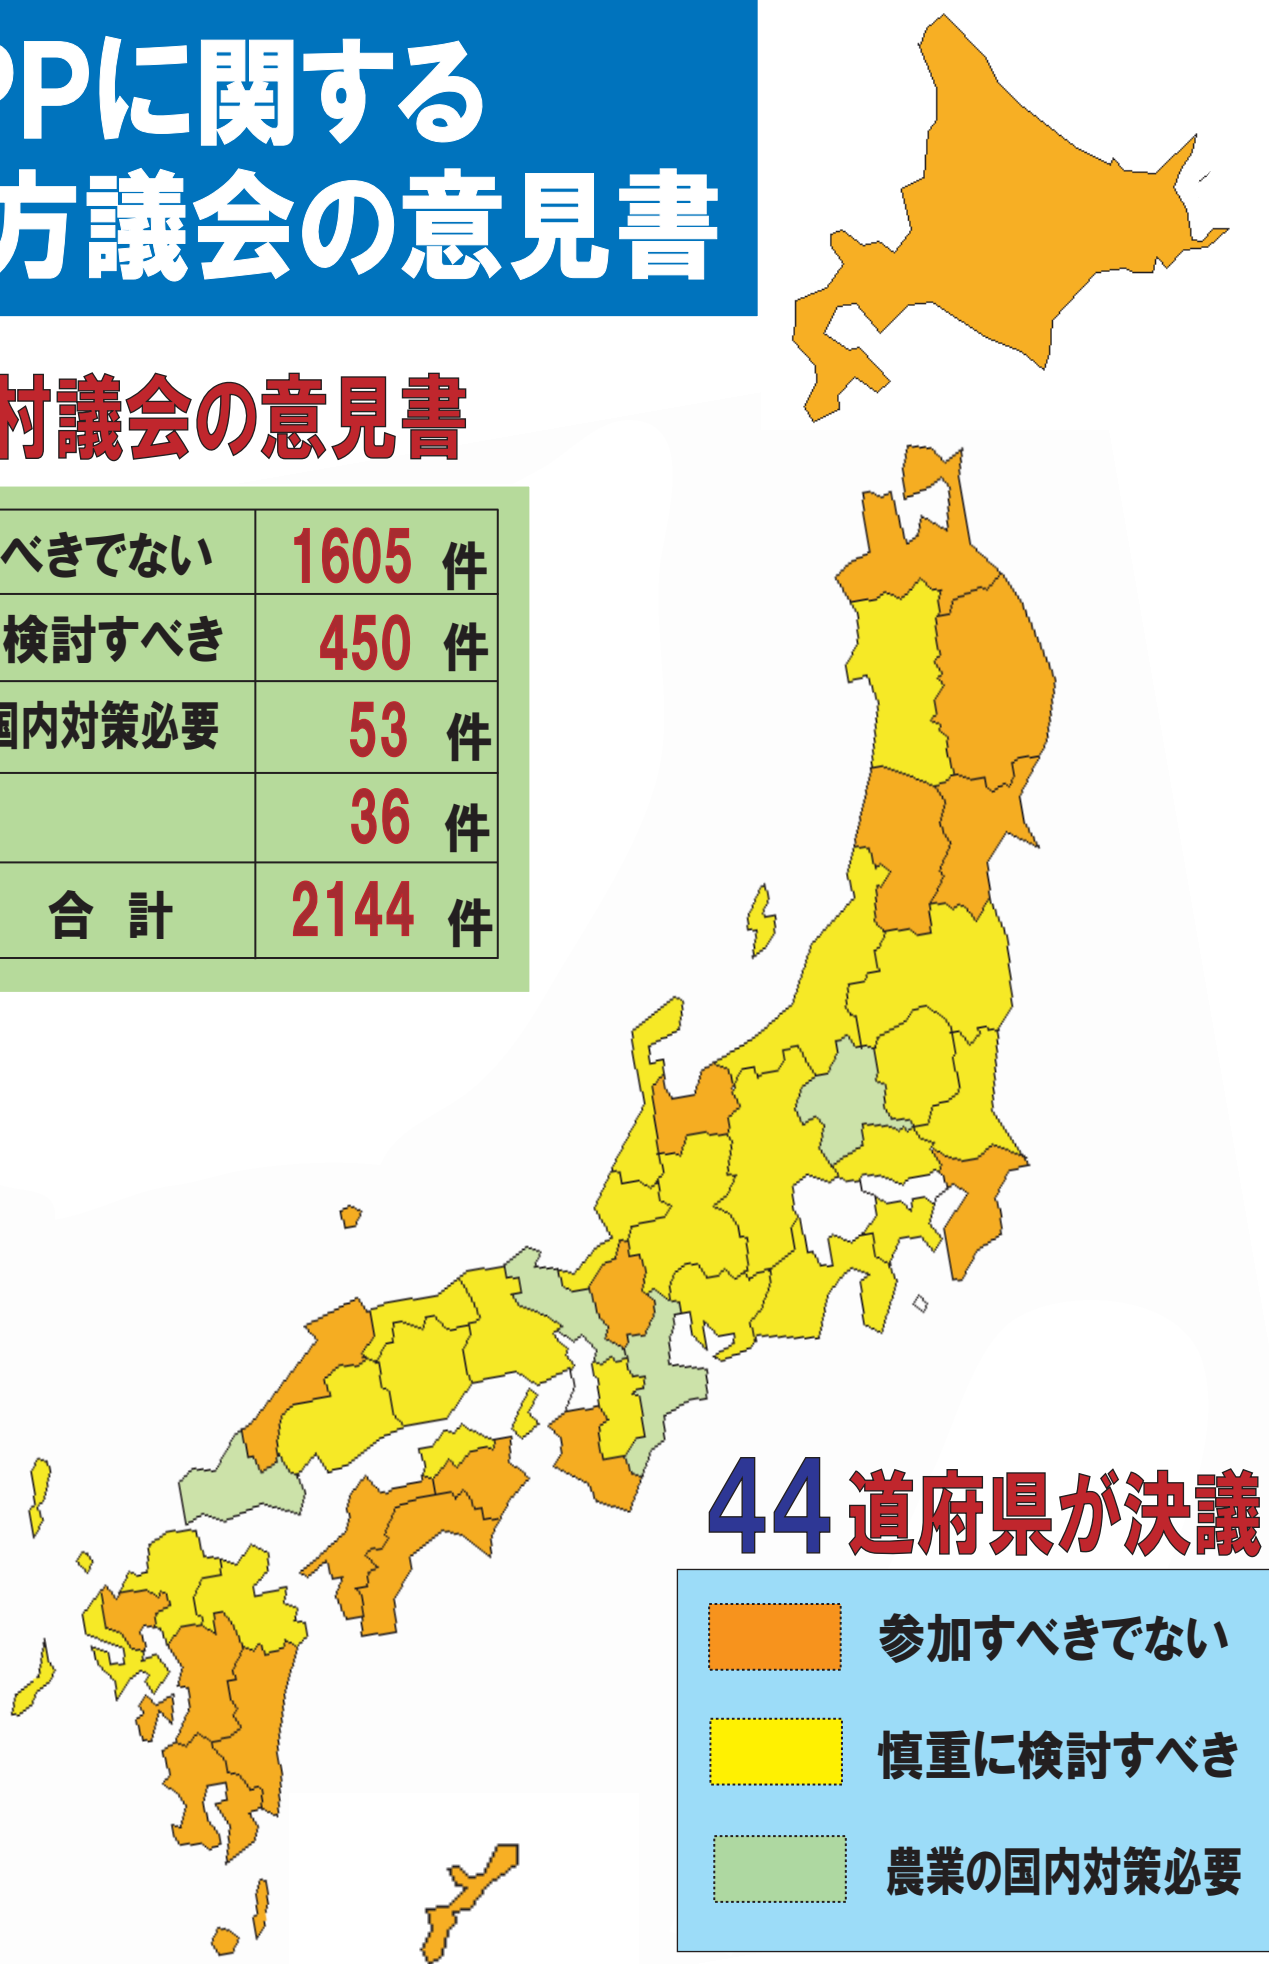 PPに関する
方議会の意見書
村議会の意見書
べきでない 1605 件
検討すべき 450 件
国内対策必要 53 件
36 件
合 計 2144 件
44 道府県が決議
参加すべきでない
慎重に検討すべき
農業の国内対策必要